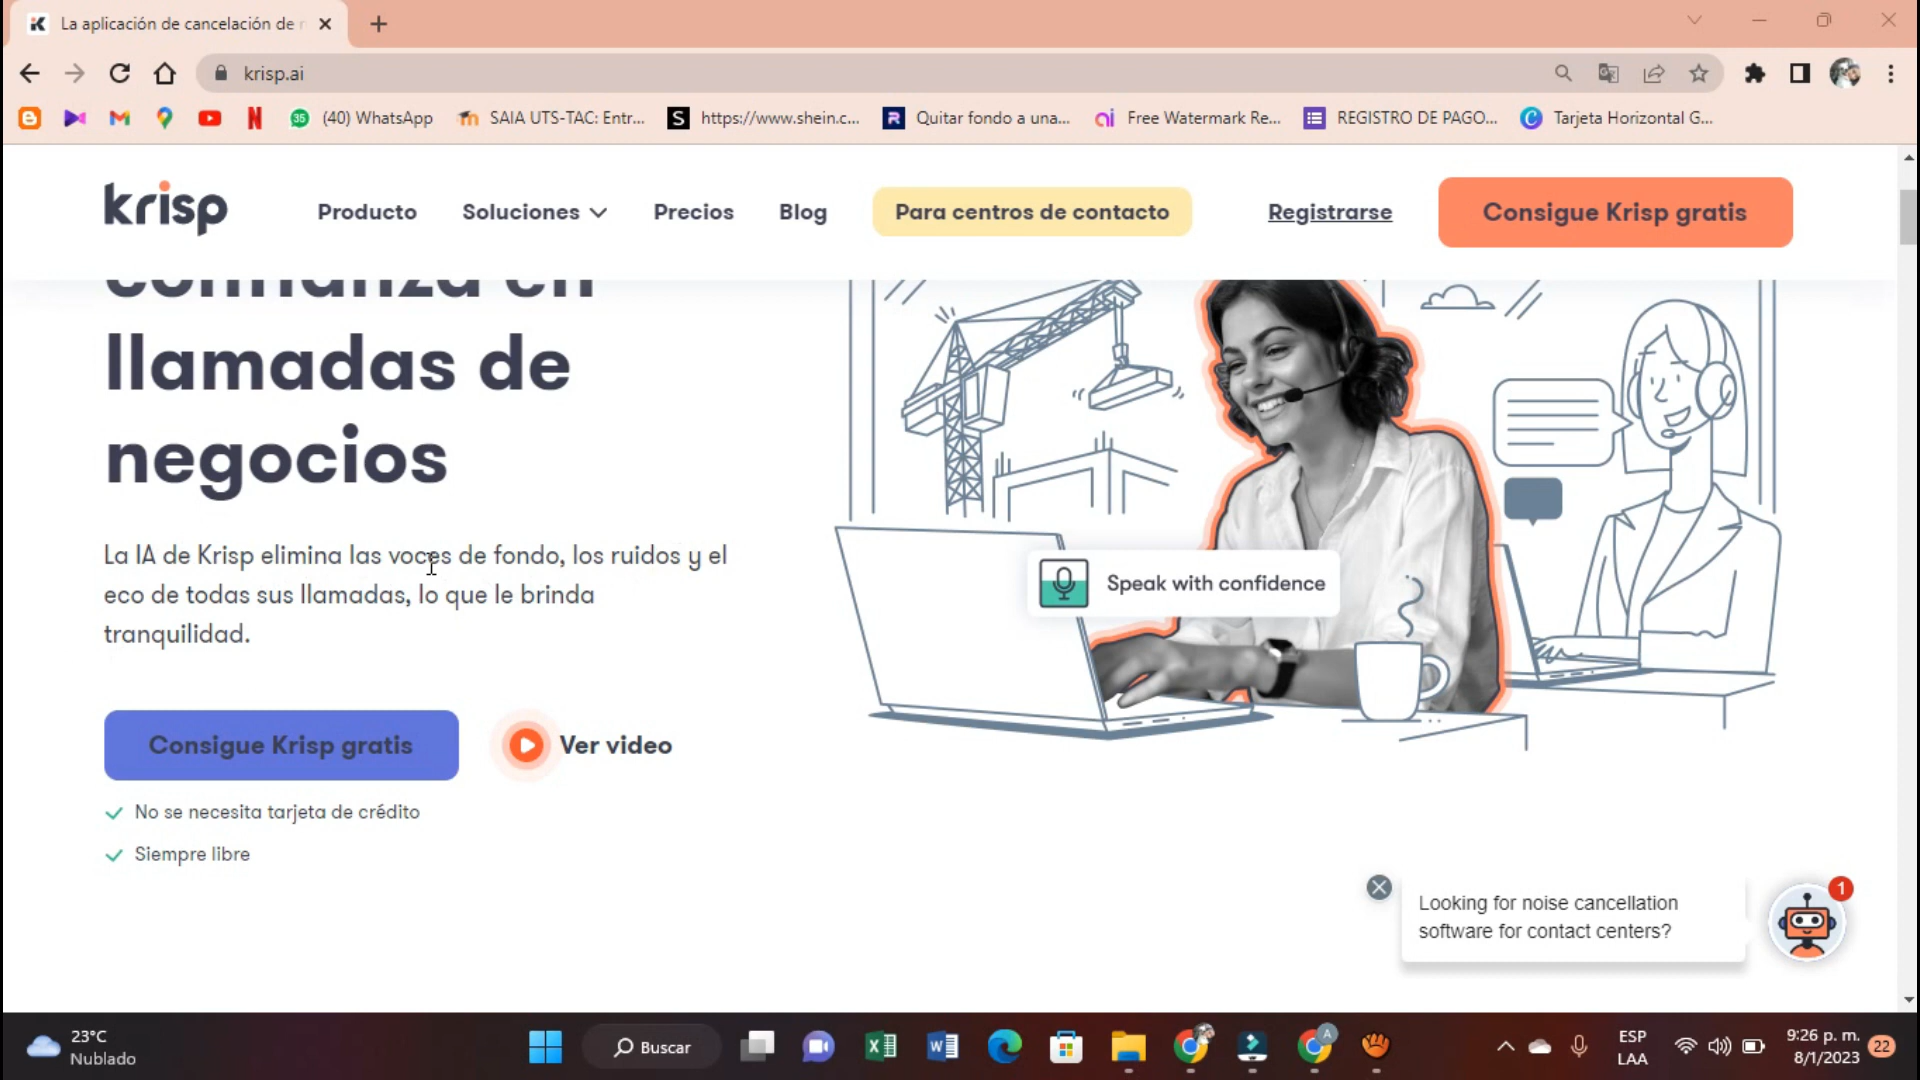 La aplicación de cancelación de r
krisp.ai
(40) WhatsApp
SAIA UTS-TAC: Entr...
https://www.shein.c...
Quitar fondo a una...
Free Watermark Re...
REGISTRO DE PAGO...
Tarjeta Horizontal G...
krisp
Producto
Soluciones
Precios
Blog
Para centros de contacto
Registrarse
Consigue Krisp gratis
confianza en
llamadas de
negocios
La IA de Krisp elimina las voces de fondo, los ruidos y el
eco de todas sus llamadas, lo que le brinda
tranquilidad.
Speak with confidence
Consigue Krisp gratis
Ver video
No se necesita tarjeta de crédito
Siempre libre
Looking for noise cancellation
software for contact centers?
1
23°C
Nublado
Buscar
ESP
LAA
9:26 p. m.
8/1/2023
22